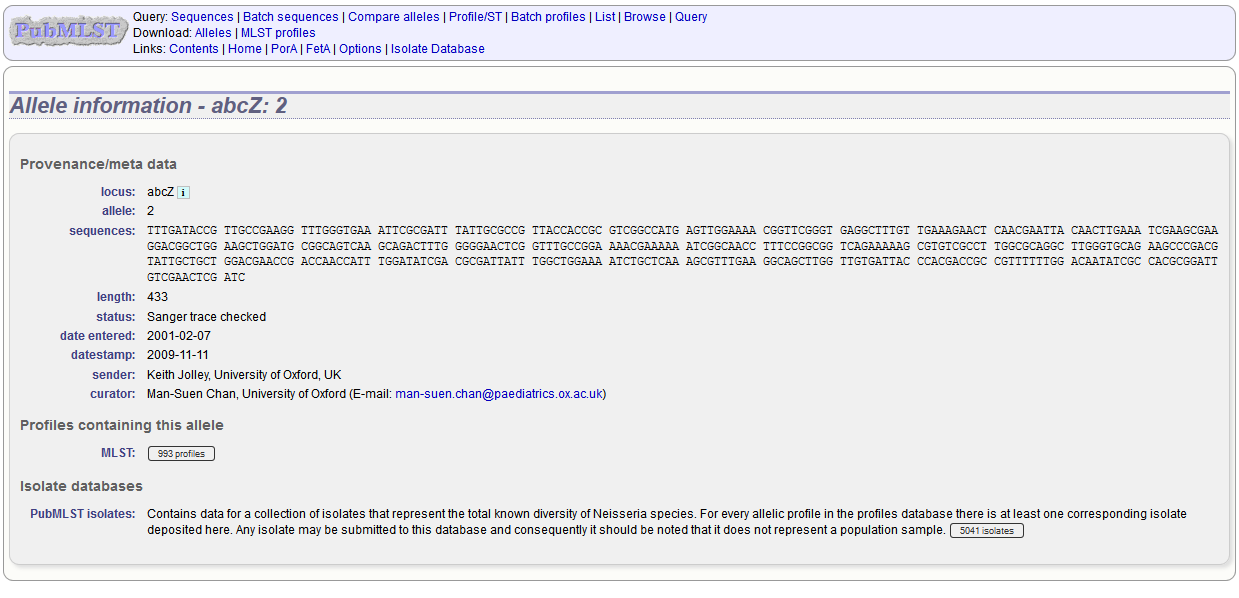 PubMLST
Query: Sequences | Batch sequences | Compare alleles | Profile/ST | Batch profiles | List | Browse | Query
Download: Alleles | MLST profiles
Links: Contents | Home | PorA | FetA | Options | Isolate Database
Allele information - abcZ: 2
Provenance/meta data
locus: abcZ i
allele: 2
sequences: TTTGATACCG TTGCCGAAGG TTTGGGTGAA ATTCGCGATT TATTGCGCCG TTACCACCGC GTCGGCCATG AGTTGGAAAA CGGTTCGGGT GAGGCTTTGT TGAAAGAACT CAACGAATTA CAACTTGAAA TCGAAGCGAA
GGACGGCTGG AAGCTGGATG CGGCAGTCAA GCAGACTTTG GGGGAACTCG GTTTGCCGGA AAACGAAAAA ATCGGCAACC TTTCCGGCGG TCAGAAAAAG CGTGTCGCCT TGGCGCAGGC TTGGGTGCAG AAGCCCGACG
TATTGCTGCT GGACGAACCG ACCAACCATT TGGATATCGA CGCGATTATT TGGCTGGAAA ATCTGCTCAA AGCGTTTGAA GGCAGCTTGG TTGTGATTAC CCACGACCGC CGTTTTTTGG ACAATATCGC CACGCGGATT
GTCGAACTCG ATC
length: 433
status: Sanger trace checked
date entered: 2001-02-07
datestamp: 2009-11-11
sender: Keith Jolley, University of Oxford, UK
curator: Man-Suen Chan, University of Oxford (E-mail: man-suen.chan@paediatrics.ox.ac.uk)
Profiles containing this allele
MLST: 993 profiles
Isolate databases
PubMLST isolates: Contains data for a collection of isolates that represent the total known diversity of Neisseria species. For every allelic profile in the profiles database there is at least one corresponding isolate
deposited here. Any isolate may be submitted to this database and consequently it should be noted that it does not represent a population sample. 5041 isolates